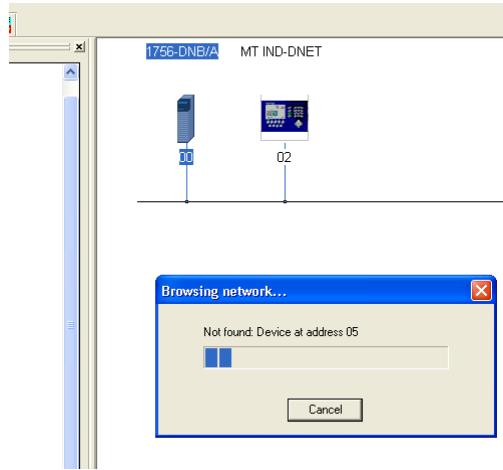 1756-DNB/A MT IND-DNET
00 02
Browsing network...
Not found: Device at address 05
Cancel